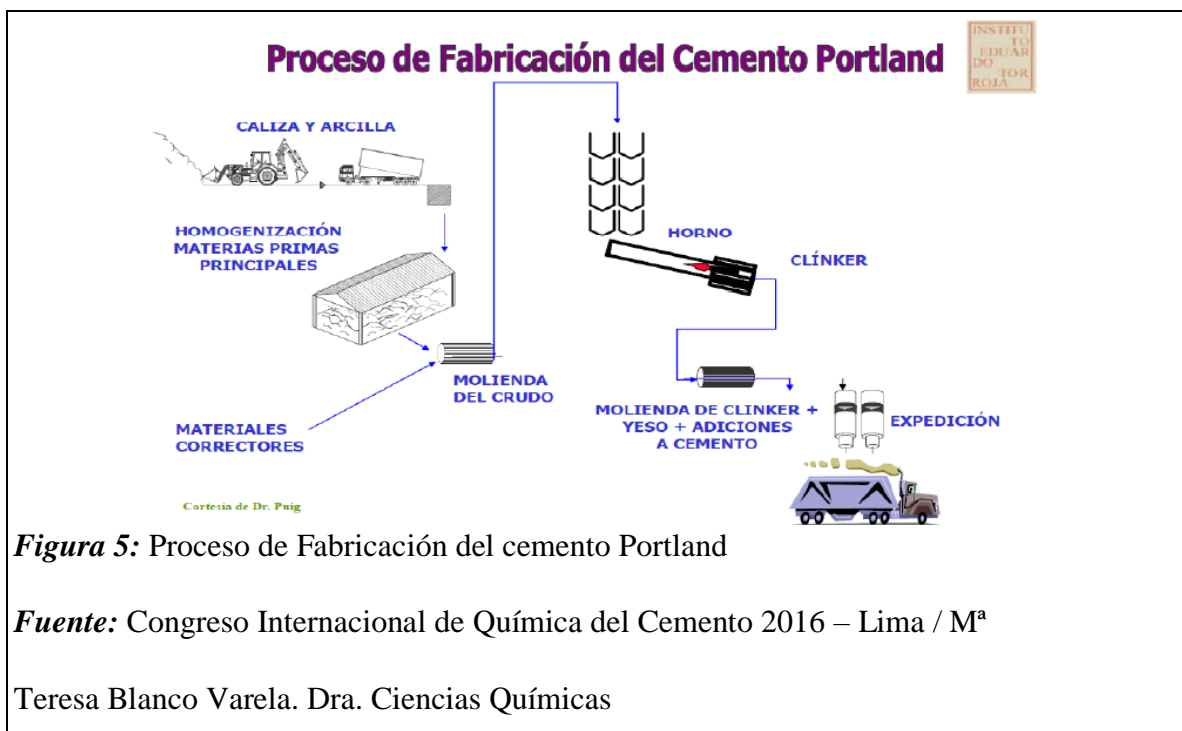 Proceso de Fabricación del Cemento Portland
INSTITU
TO
EDUAR
DO
TOR
ROJA
CALIZA Y ARCILLA
HOMOGENIZACIÓN
MATERIAS PRIMAS
PRINCIPALES
MATERIALES
CORRECTORES
MOLIENDA
DEL CRUDO
HORNO
CLÍNKER
MOLIENDA DE CLINKER +
YESO + ADICIONES
A CEMENTO
EXPEDICIÓN
Cortesía de Dr. Puig
Figura 5: Proceso de Fabricación del cemento Portland
Fuente: Congreso Internacional de Química del Cemento 2016 – Lima / Mª
Teresa Blanco Varela. Dra. Ciencias Químicas